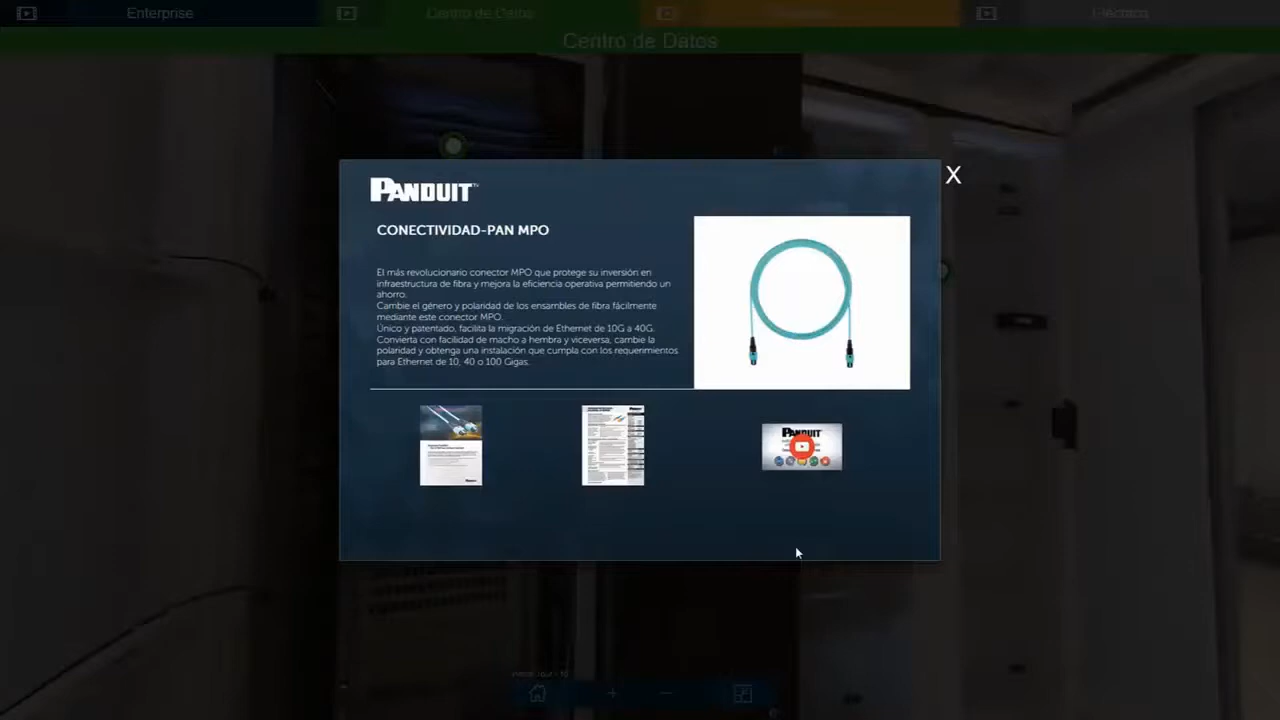 Enterprise
Centro de Datos
Eléctrico
Centro de Datos
PANDUIT™
CONECTIVIDAD-PAN MPO
El más revolucionario conector MPO que protege su inversión en
infraestructura de fibra y mejora la eficiencia operativa permitiendo un
ahorro.
Cambie el género y polaridad de los ensambles de fibra fácilmente
mediante este conector MPO.
Único y patentado, facilita la migración de Ethernet de 10G a 40G.
Convierta con facilidad de macho a hembra y viceversa, cambie la
polaridad y obtenga una instalación que cumpla con los requerimientos
para Ethernet de 10, 40 o 100 Gigas.
X
PANDUIT